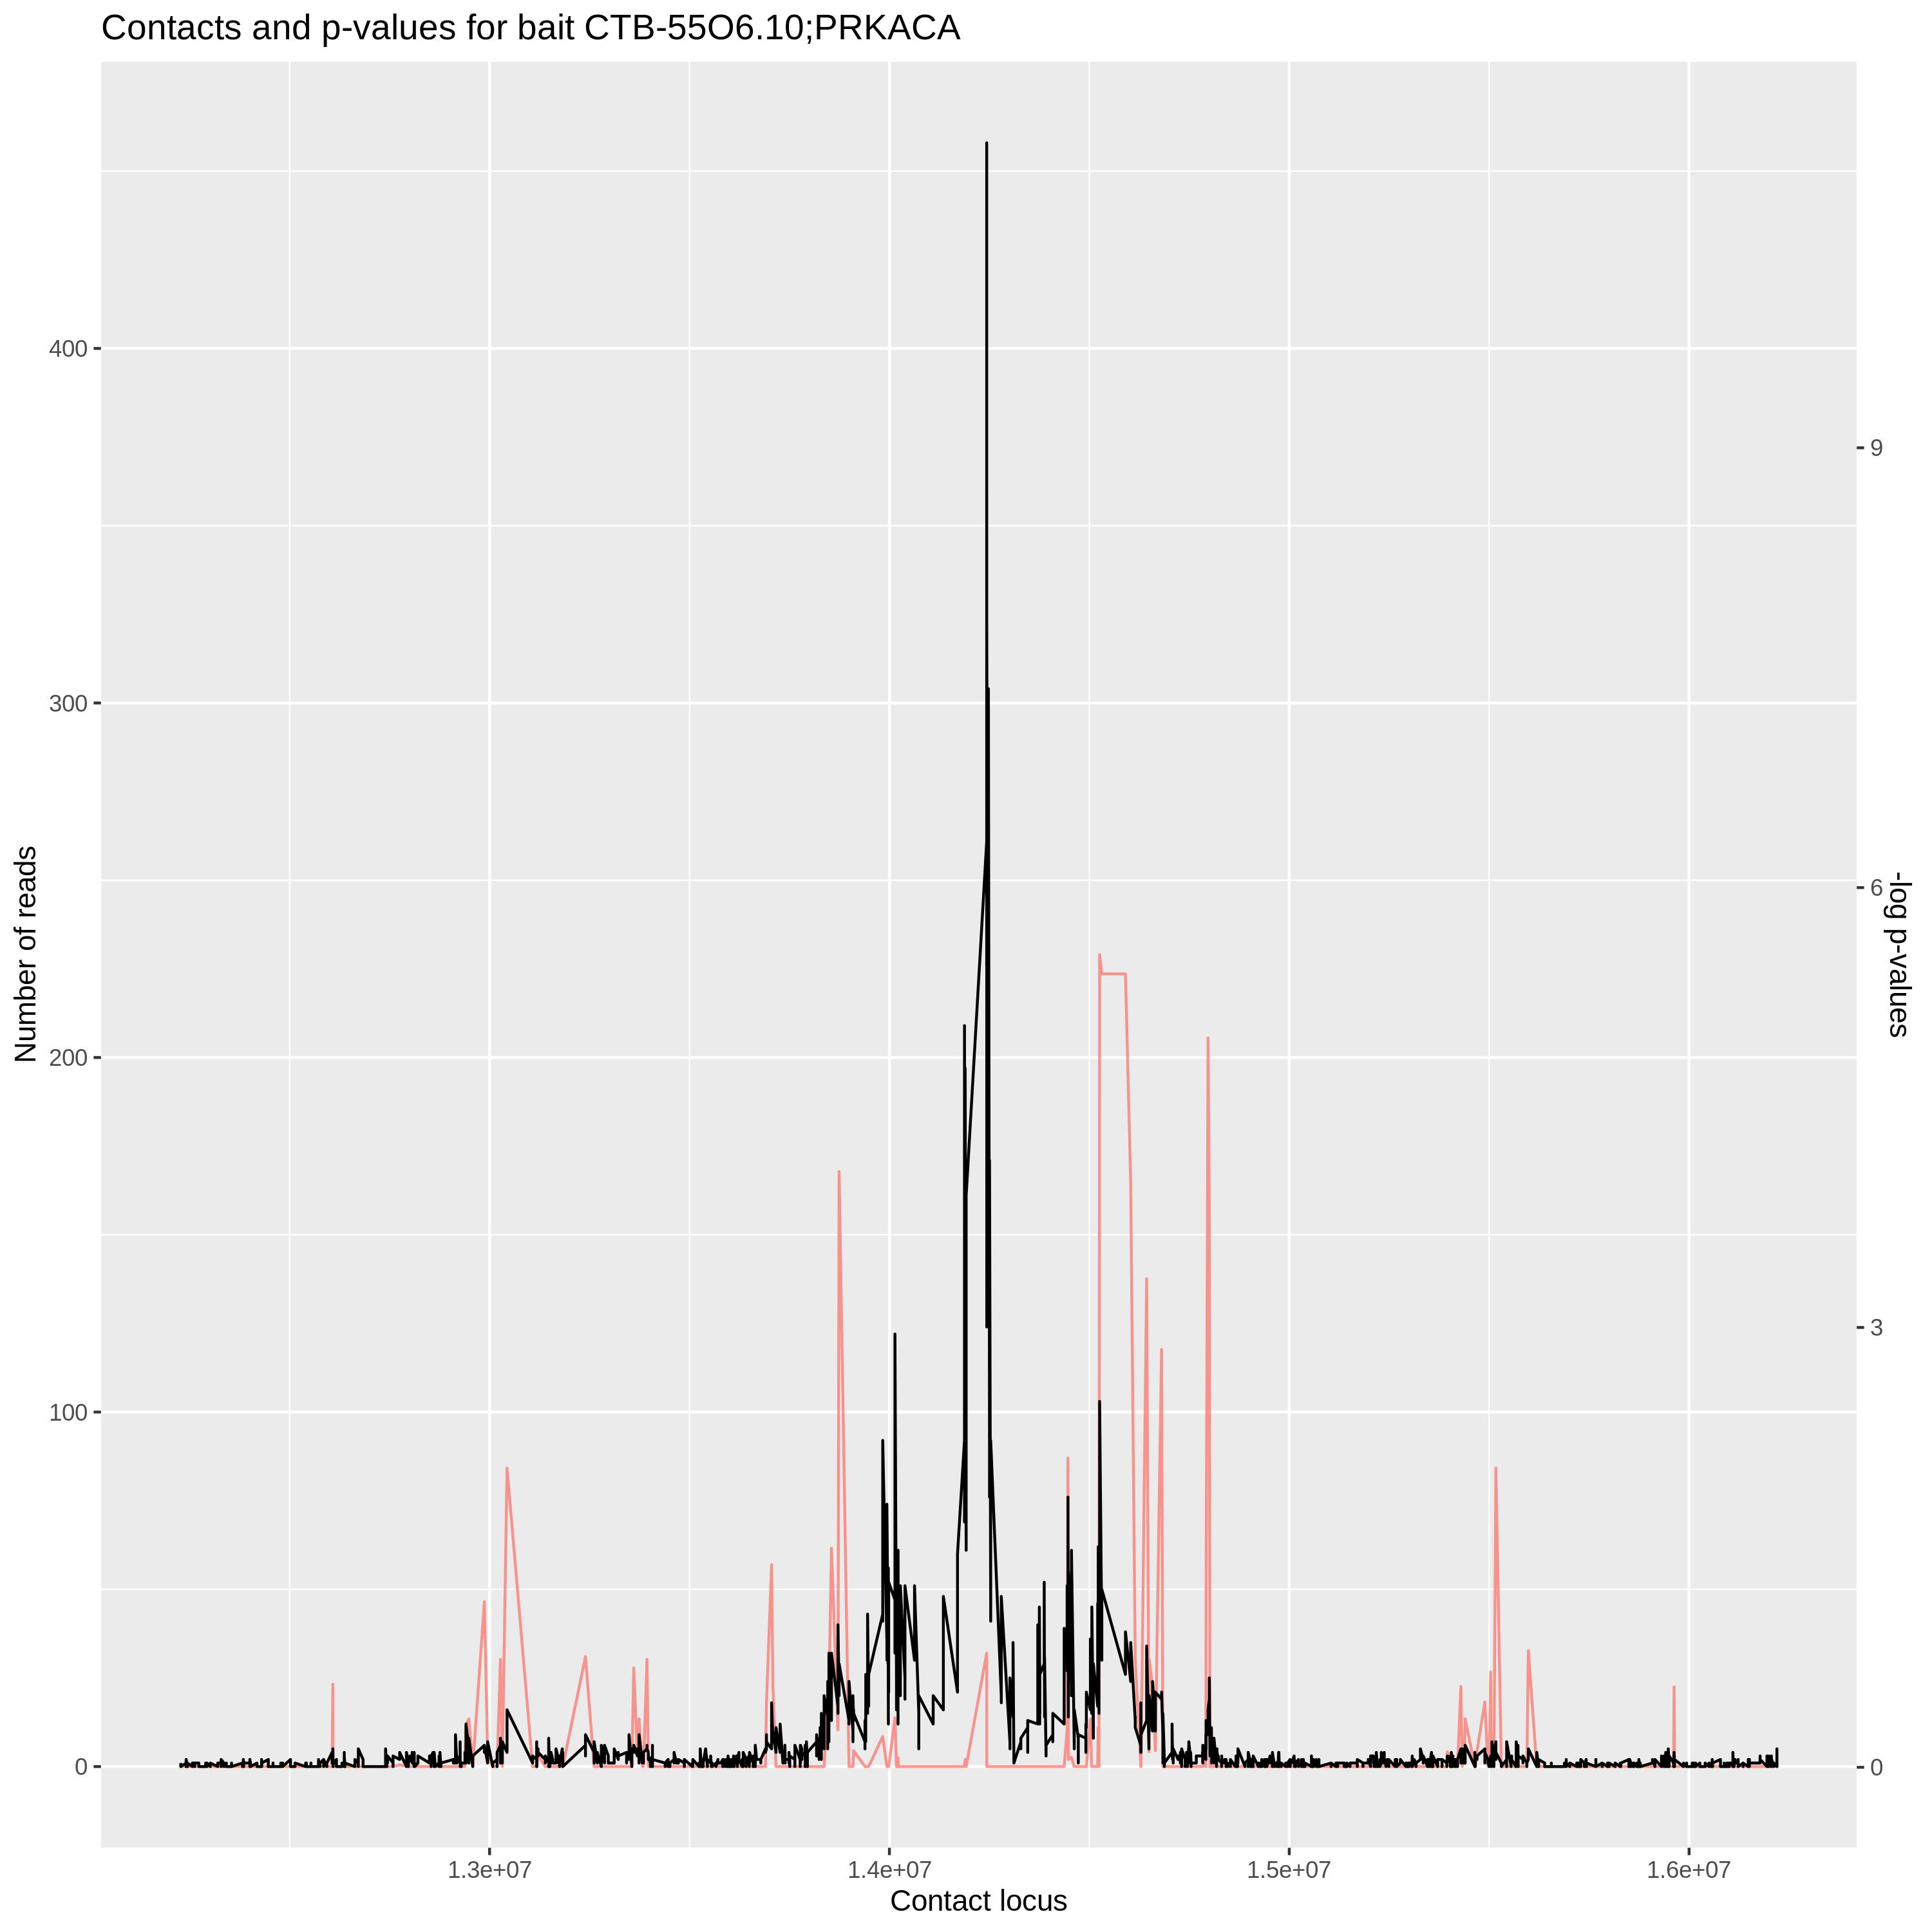 Contacts and p-values for bait CTB-55O6.10;PRKACA
400
300
200
100
0
9
6
3
0
Number of reads
-log p-values
1.3e+07
1.4e+07
1.5e+07
1.6e+07
Contact locus